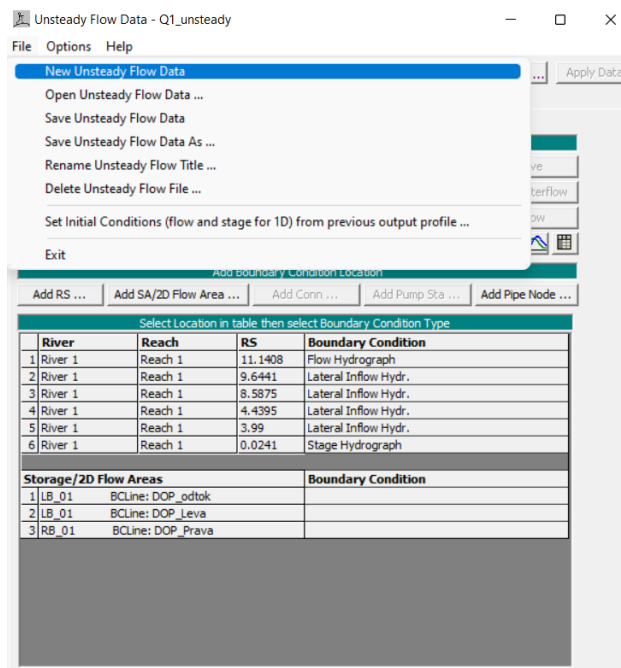 Unsteady Flow Data - Q1_unsteady
File Options Help
New Unsteady Flow Data
Open Unsteady Flow Data ...
Save Unsteady Flow Data
Save Unsteady Flow Data As ...
Rename Unsteady Flow Title ...
Delete Unsteady Flow File ...
Set Initial Conditions (flow and stage for 1D) from previous output profile ...
Exit
... Apply Data
Add Boundary Condition Location
Add RS ... Add SA/2D Flow Area ... Add Conn ... Add Pump Sta ... Add Pipe Node ...
Select Location in table then select Boundary Condition Type
River Reach RS Boundary Condition
1 River 1 Reach 1 11.1408 Flow Hydrograph
2 River 1 Reach 1 9.6441 Lateral Inflow Hydr.
3 River 1 Reach 1 8.5875 Lateral Inflow Hydr.
4 River 1 Reach 1 4.4395 Lateral Inflow Hydr.
5 River 1 Reach 1 3.99 Lateral Inflow Hydr.
6 River 1 Reach 1 0.0241 Stage Hydrograph
Storage/2D Flow Areas Boundary Condition
1 LB_01 BCLine: DOP_odtok
2 LB_01 BCLine: DOP_Leva
3 RB_01 BCLine: DOP_Prava